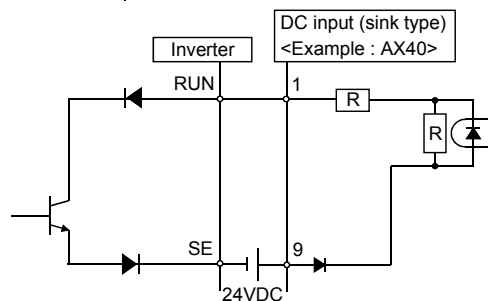 DC input (sink type)
<Example : AX40>
Inverter
RUN
1
R
R
SE
9
24VDC